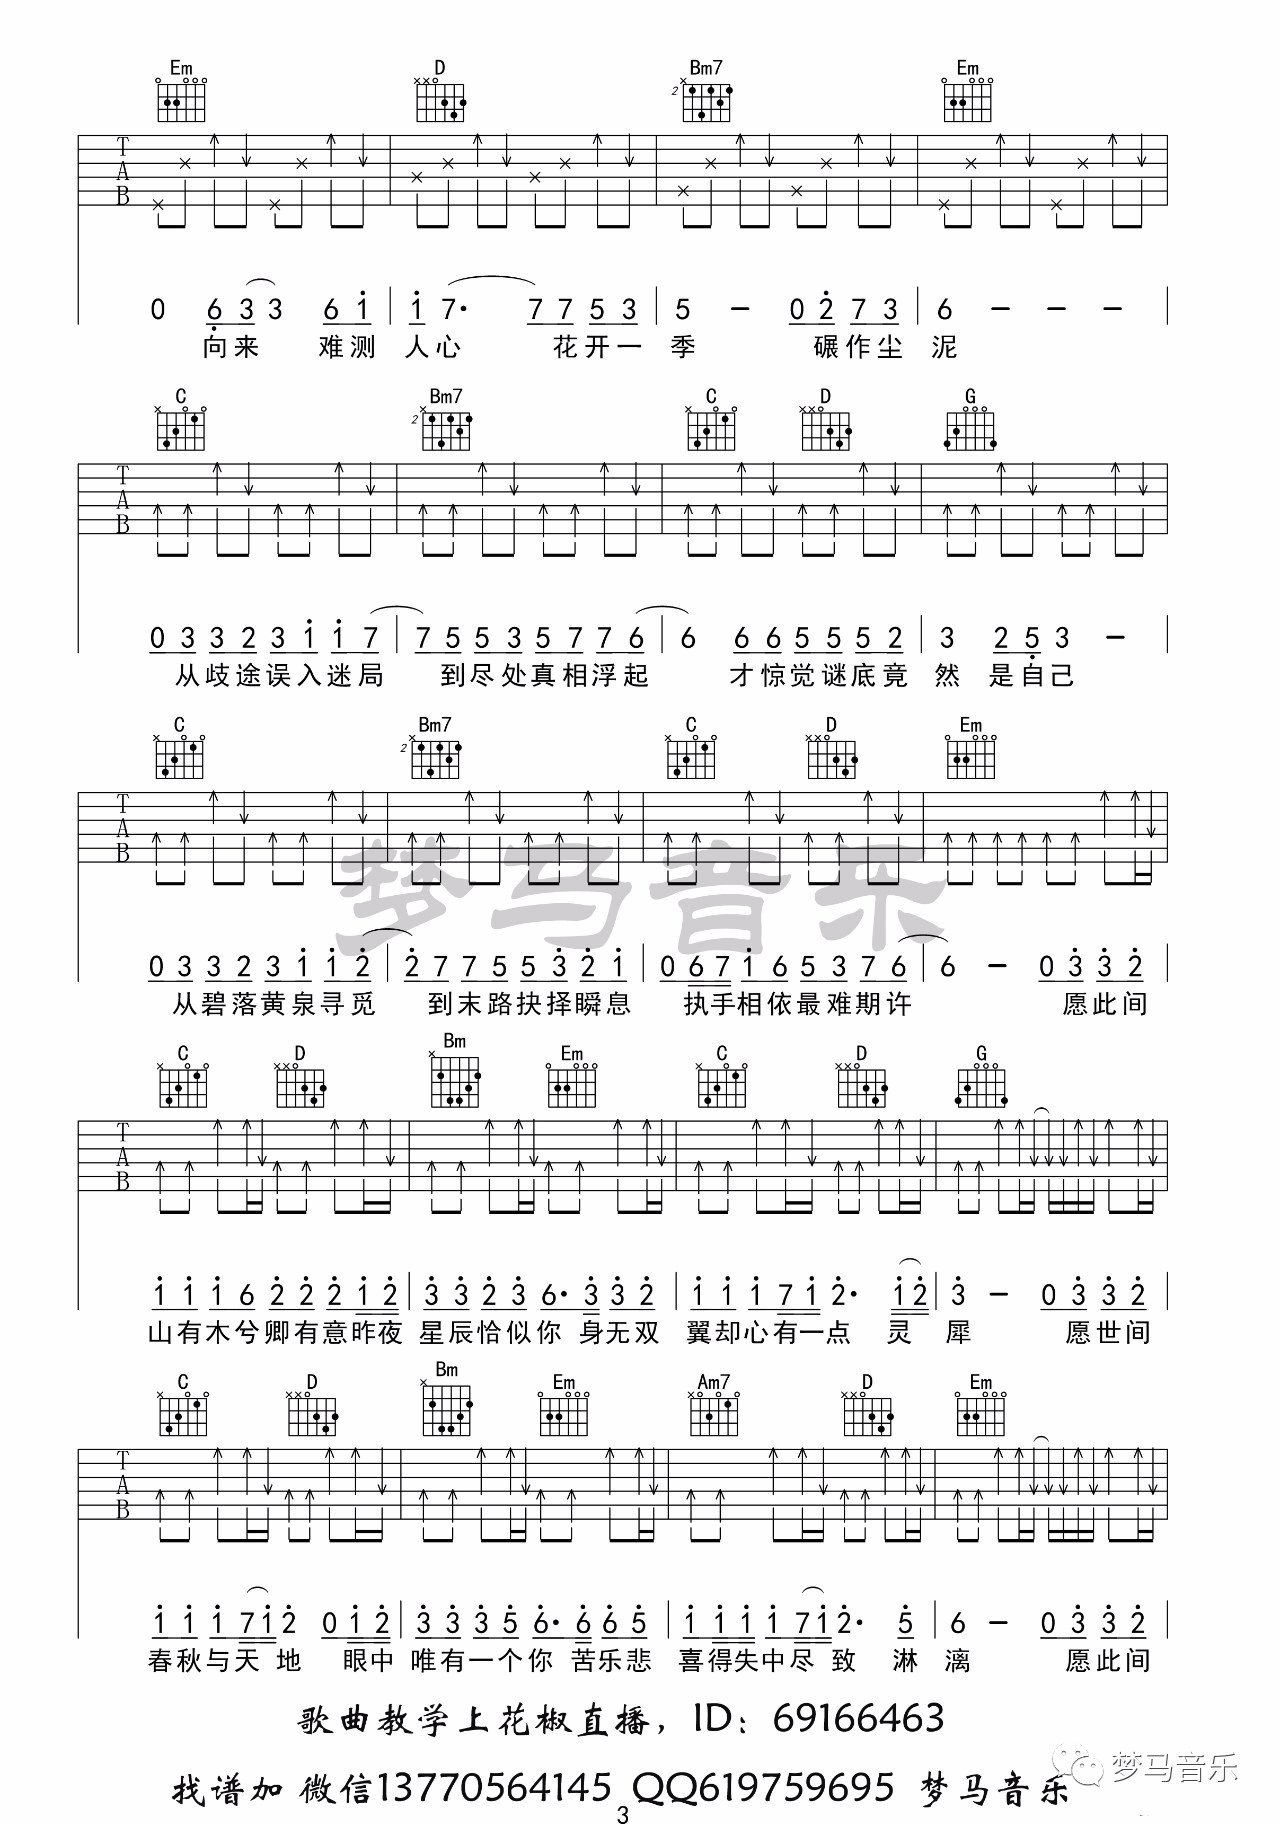 Em D Bm7 Em
2
T
A
B
0 6 3 3 6 1 1 7· 7 7 5 3 5 — 0 2 7 3 6 — — —
向来 难测 人心 花开一 季 碾作尘 泥
C Bm7 C D G
2
T
A
B
0 3 3 2 3 1 1 7 7 5 5 3 5 7 7 6 6 6 6 5 5 5 2 3 2 5 3 —
从歧途误入迷局 到尽处真相浮起 才惊觉谜底竟 然 是自己
C Bm7 C D Em
2
T
A
B
梦马音乐
0 3 3 2 3 1 1 2 2 7 7 5 5 3 2 1 0 6 7 1 6 5 3 7 6 6 — 0 3 3 2
从碧落黄泉寻觅 到末路抉择瞬息 执手相依最难期许 愿此间
C D Bm Em C D G
T
A
B
1 1 1 6 2 2 2 1 2 3 3 2 3 6· 3 3 2 1 1 1 7 1 2· 1 2 3 — 0 3 3 2
山有木兮卿有意昨夜 星辰恰似你 身无双 翼却心有一点 灵 犀 愿世间
C D Bm Em Am7 D Em
T
A
B
1 1 1 7 1 2 0 1 2 3 3 3 5 6· 6 6 5 1 1 1 1 7 1 2· 5 6 — 0 3 3 2
春秋与天地 眼中 唯有一个你 苦乐悲 喜得失中尽致 淋 漓 愿此间
歌曲教学上花椒直播，ID：69166463
找谱加 微信13770564145 QQ619759695 梦马音乐
梦马音乐
3